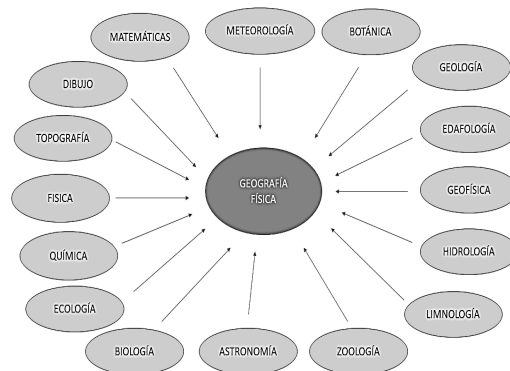 MATEMÁTICAS
METEOROLOGÍA
BOTÁNICA
GEOLOGÍA
DIBUJO
EDAFOLOGÍA
TOPOGRAFÍA
GEOGRAFÍA
FÍSICA
GEOFÍSICA
FISICA
HIDROLOGÍA
QUÍMICA
LIMNOLOGÍA
ECOLOGÍA
BIOLOGÍA
ASTRONOMÍA
ZOOLOGÍA